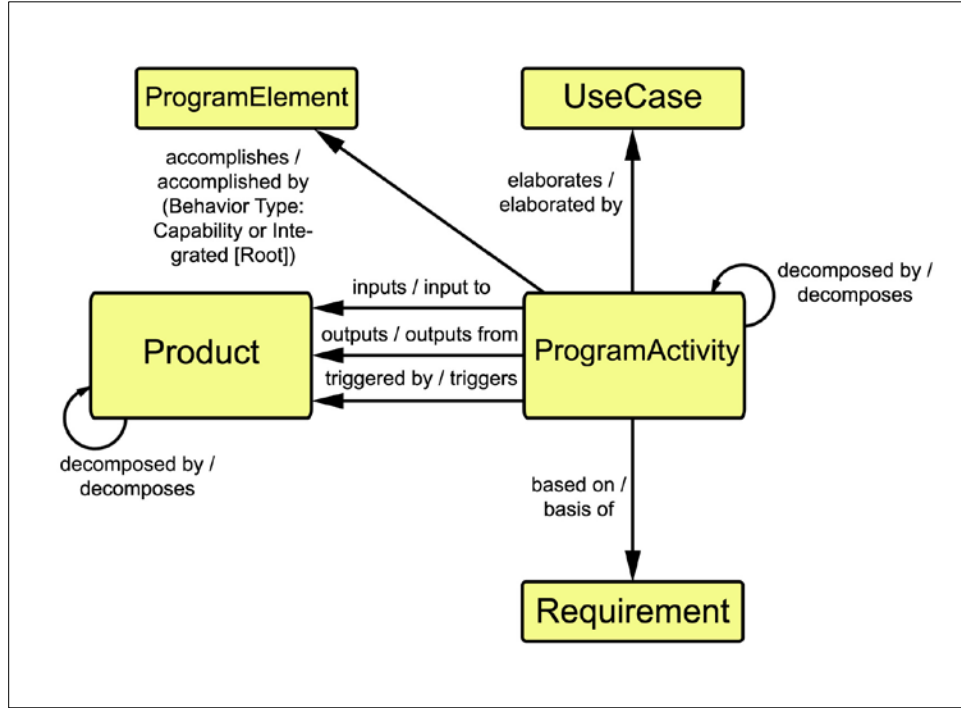 ProgramElement
UseCase
accomplishes /
accomplished by
(Behavior Type:
Capability or Inte-
grated [Root])
elaborates /
elaborated by
decomposed by /
decomposes
inputs / input to
outputs / outputs from
triggered by / triggers
Product
ProgramActivity
decomposed by /
decomposes
based on /
basis of
Requirement